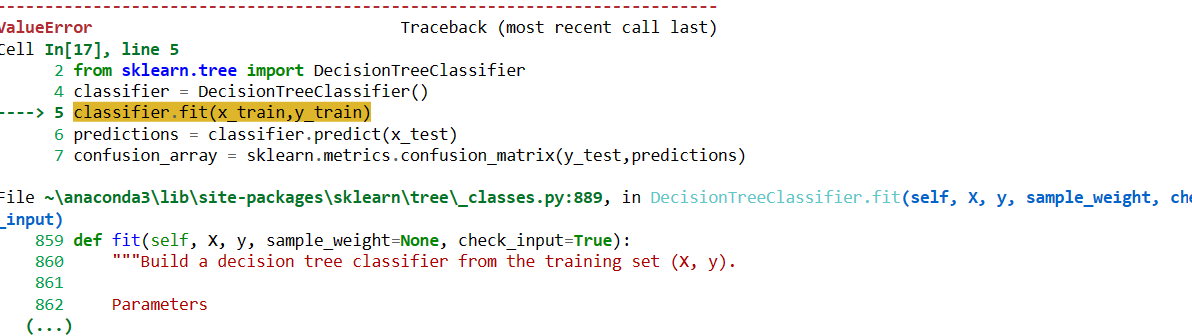 ---------------------------------------------------------------------------
ValueError                                Traceback (most recent call last)
Cell In[17], line 5
      2 from sklearn.tree import DecisionTreeClassifier
      4 classifier = DecisionTreeClassifier()
----> 5 classifier.fit(x_train,y_train)
      6 predictions = classifier.predict(x_test)
      7 confusion_array = sklearn.metrics.confusion_matrix(y_test,predictions)
File ~\anaconda3\lib\site-packages\sklearn\tree\_classes.py:889, in DecisionTreeClassifier.fit(self, X, y, sample_weight, che
_input)
    859 def fit(self, X, y, sample_weight=None, check_input=True):
    860     """Build a decision tree classifier from the training set (X, y).
    861
    862     Parameters
   (...)